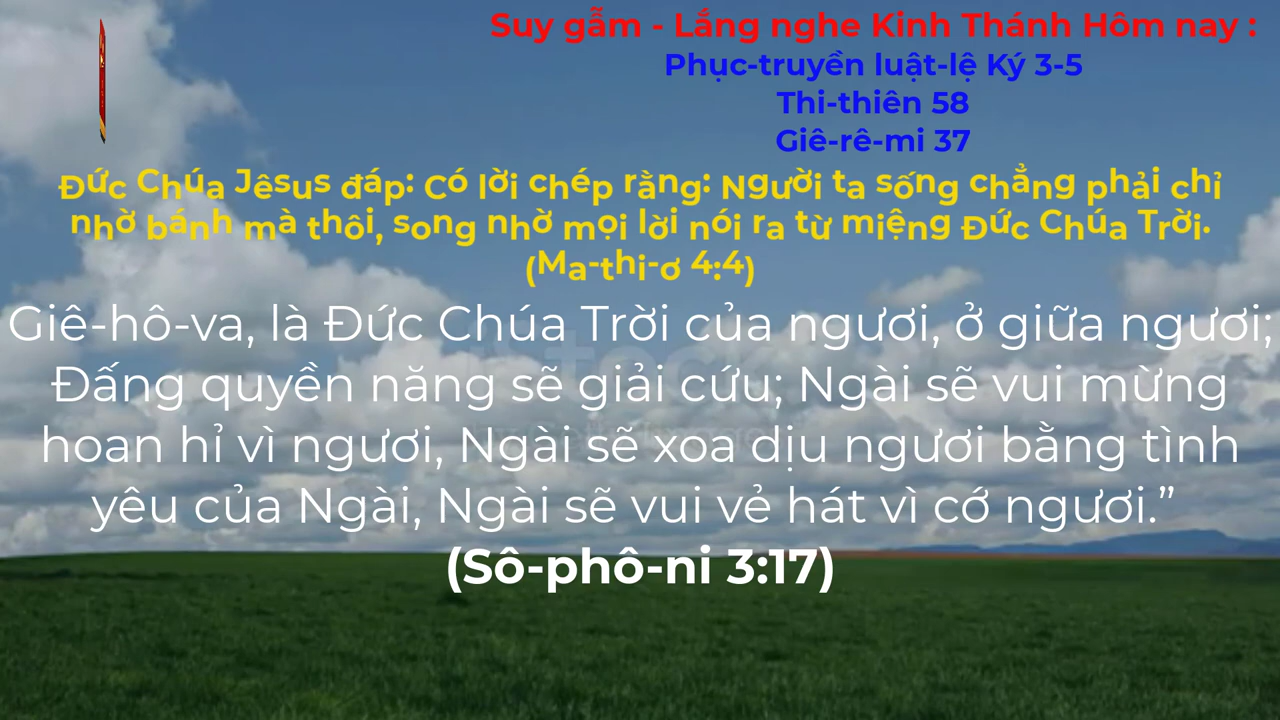 Suy gẫm - Lắng nghe Kinh Thánh Hôm nay :
Phục-truyền luật-lệ Ký 3-5
Thi-thiên 58
Giê-rê-mi 37
Đức Chúa Jêsus đáp: Có lời chép rằng: Người ta sống chẳng phải chỉ
nhờ bánh mà thôi, song nhờ mọi lời nói ra từ miệng Đức Chúa Trời.
(Ma-thi-ơ 4:4)
Giê-hô-va, là Đức Chúa Trời của ngươi, ở giữa ngươi;
Đấng quyền năng sẽ giải cứu; Ngài sẽ vui mừng
hoan hỉ vì ngươi, Ngài sẽ xoa dịu ngươi bằng tình
yêu của Ngài, Ngài sẽ vui vẻ hát vì cớ ngươi.”
(Sô-phô-ni 3:17)